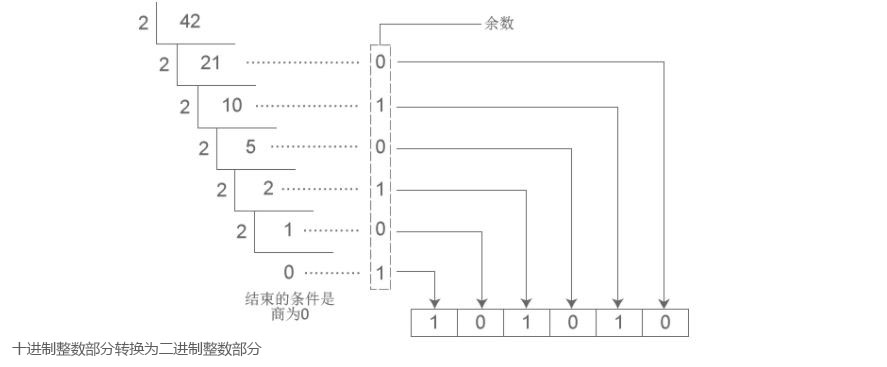 2 42 余数
2 21 0
2 10 1
2 5 0
2 2 1
2 1 0
0 1
结束的条件是
商为0
1 0 1 0 1 0
十进制整数部分转换为二进制整数部分